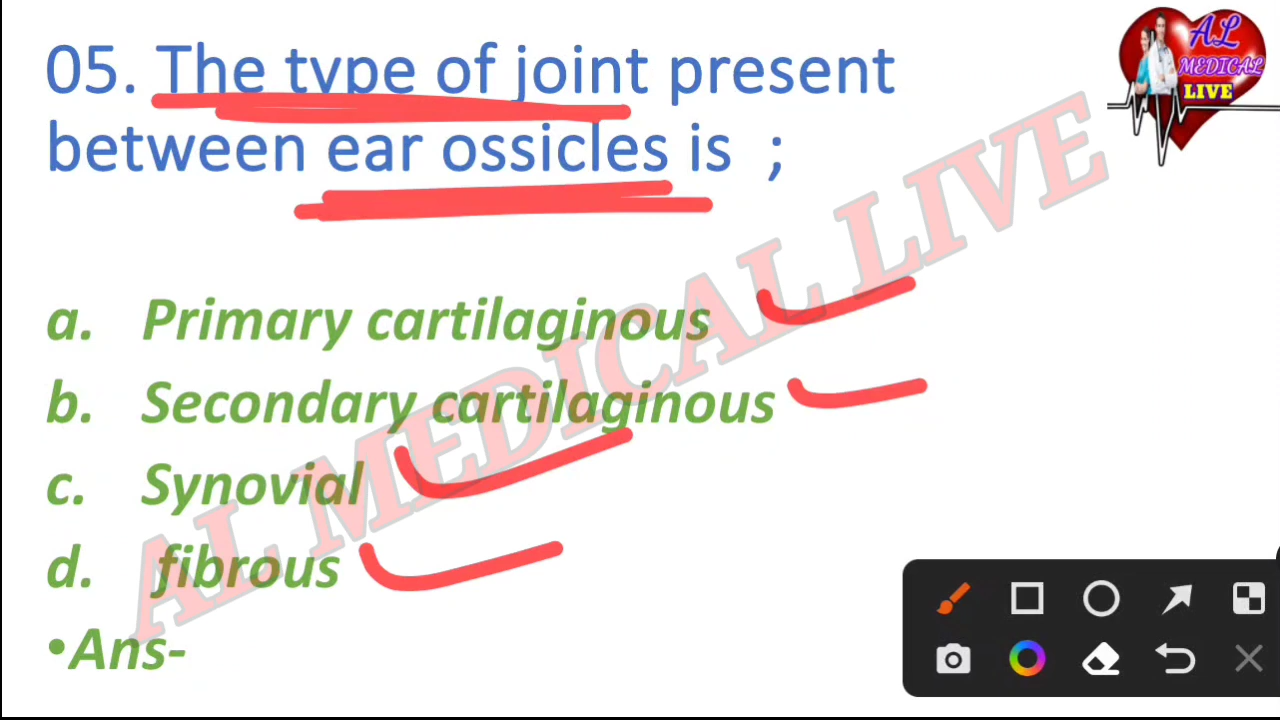 05. The type of joint present
between ear ossicles is ;
a. Primary cartilaginous
b. Secondary cartilaginous
c. Synovial
d. fibrous
•Ans-
AL MEDICAL LIVE
AL
MEDICAL
LIVE